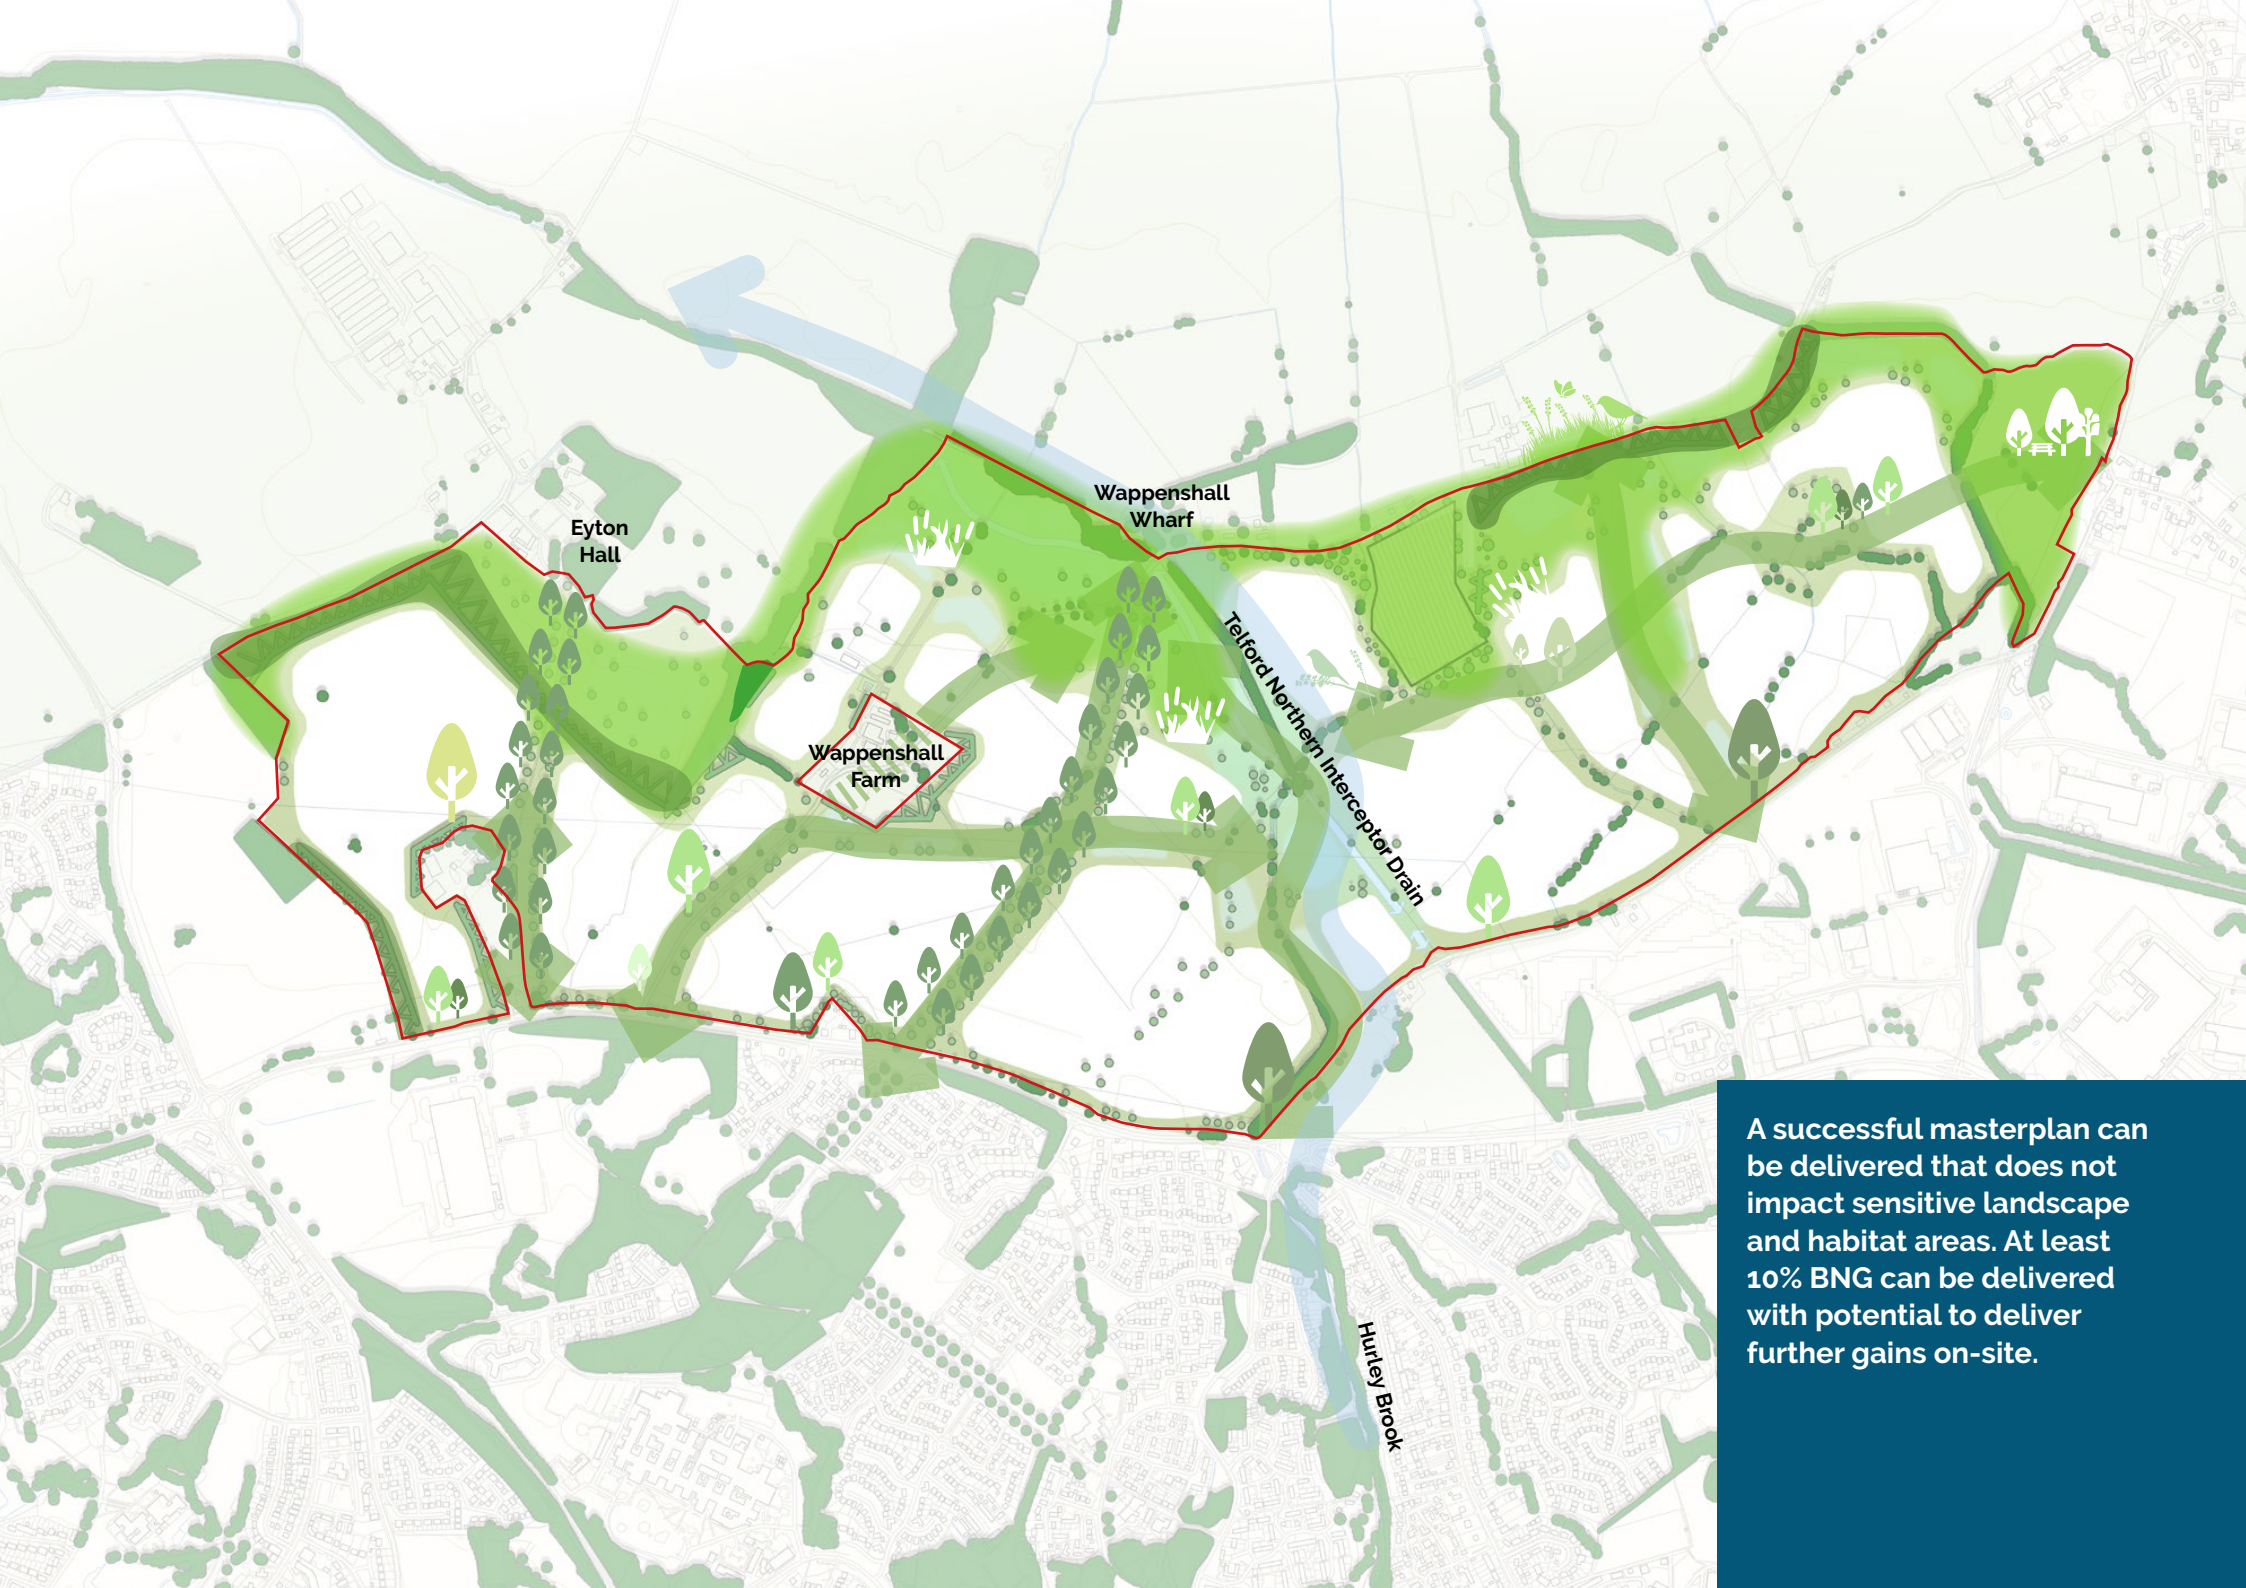 Wappenshall
Wharf
Eyton
Hall
Telford Northern Interceptor Drain
Wappenshall
Farm
Hurley Brook
A successful masterplan can
be delivered that does not
impact sensitive landscape
and habitat areas. At least
10% BNG can be delivered
with potential to deliver
further gains on-site.